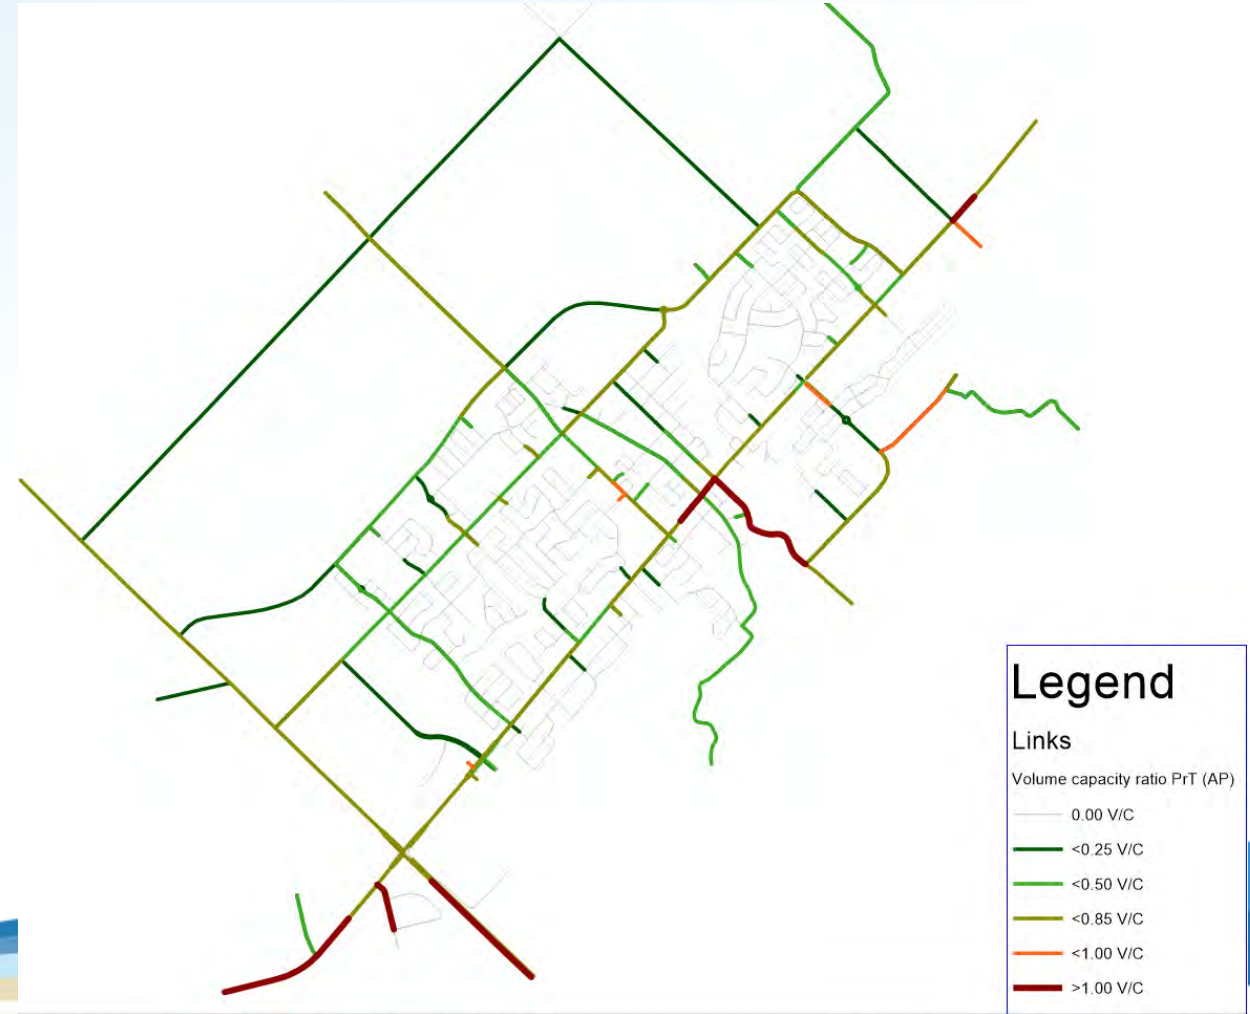 Legend
Links
Volume capacity ratio PrT (AP)
0.00 V/C
<0.25 V/C
<0.50 V/C
<0.85 V/C
<1.00 V/C
>1.00 V/C